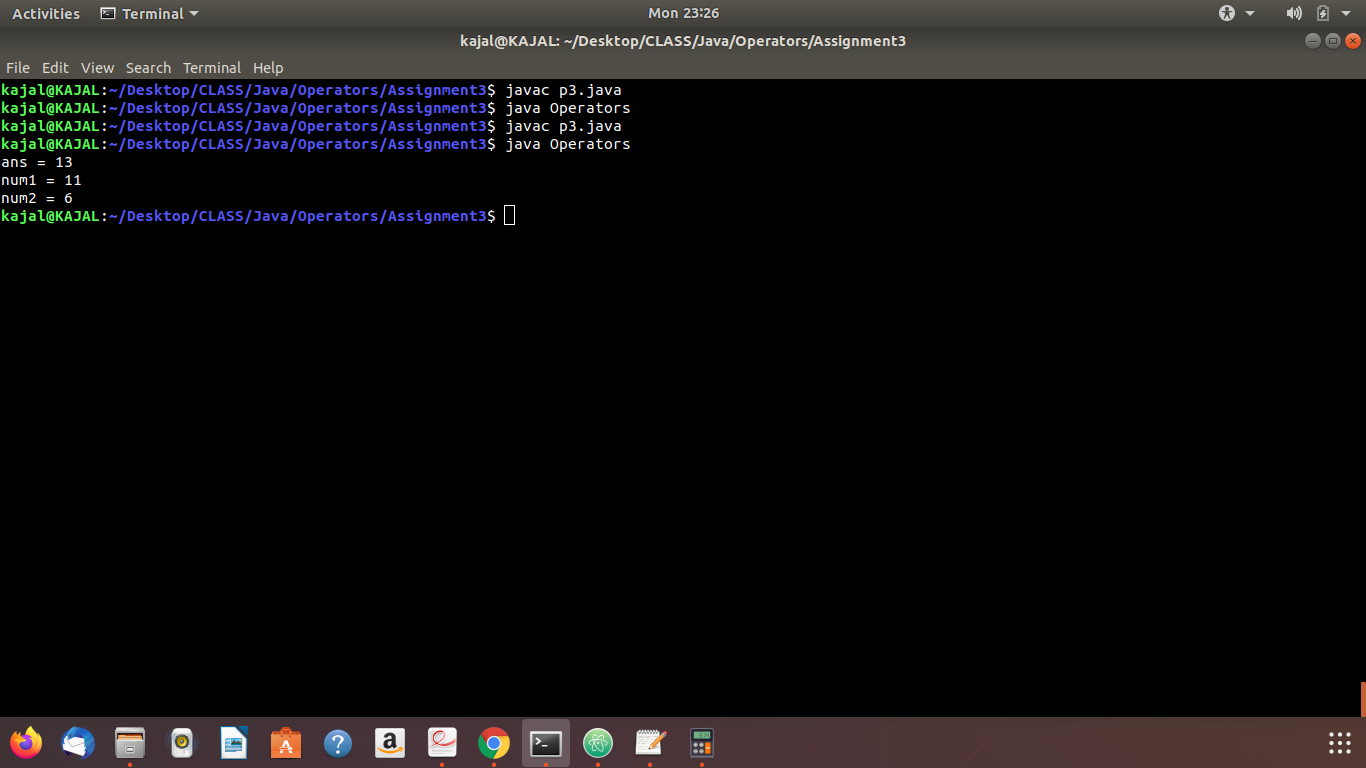 Activities Terminal Mon 23:26
kajal@KAJAL: ~/Desktop/CLASS/Java/Operators/Assignment3
File Edit View Search Terminal Help
kajal@KAJAL:~/Desktop/CLASS/Java/Operators/Assignment3$ javac p3.java
kajal@KAJAL:~/Desktop/CLASS/Java/Operators/Assignment3$ java Operators
kajal@KAJAL:~/Desktop/CLASS/Java/Operators/Assignment3$ javac p3.java
kajal@KAJAL:~/Desktop/CLASS/Java/Operators/Assignment3$ java Operators
ans = 13
num1 = 11
num2 = 6
kajal@KAJAL:~/Desktop/CLASS/Java/Operators/Assignment3$